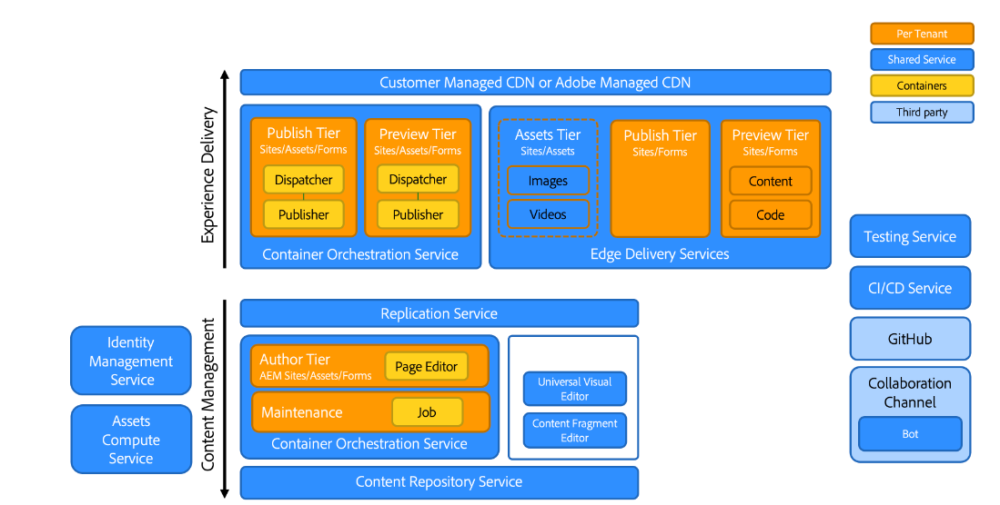 Per Tenant
Shared Service
Containers
Third party
Experience Delivery
Customer Managed CDN or Adobe Managed CDN
Publish Tier
Sites/Assets/Forms
Dispatcher
Publisher
Preview Tier
Sites/Assets/Forms
Dispatcher
Publisher
Container Orchestration Service
Assets Tier
Sites/Assets
Images
Videos
Publish Tier
Sites/Forms
Preview Tier
Sites/Forms
Content
Code
Edge Delivery Services
Testing Service
CI/CD Service
GitHub
Collaboration
Channel
Bot
Identity
Management
Service
Assets
Compute
Service
Content Management
Replication Service
Author Tier
AEM Sites/Assets/Forms
Page Editor
Maintenance
Job
Container Orchestration Service
Universal Visual
Editor
Content Fragment
Editor
Content Repository Service